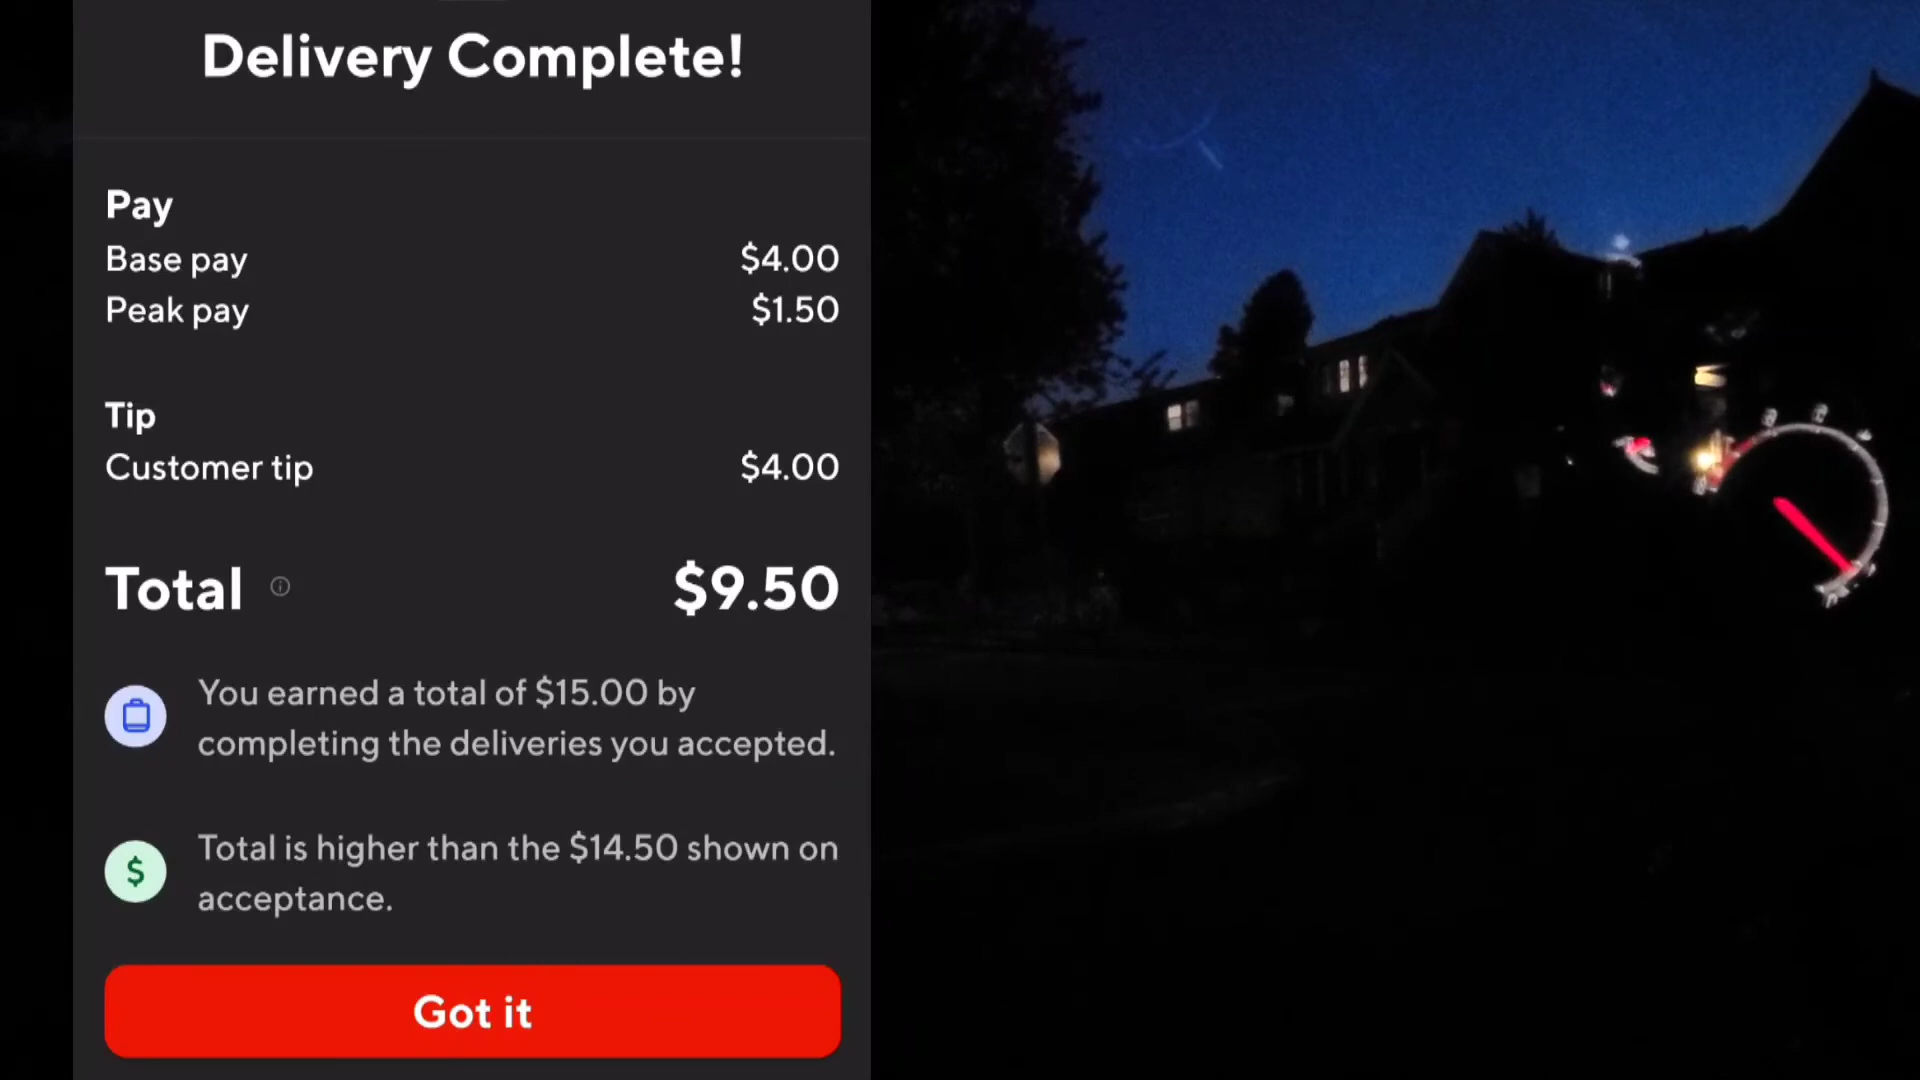 Delivery Complete!
Pay
Base pay $4.00
Peak pay $1.50
Tip
Customer tip $4.00
Total $9.50
You earned a total of $15.00 by
completing the deliveries you accepted.
Total is higher than the $14.50 shown on
acceptance.
Got it